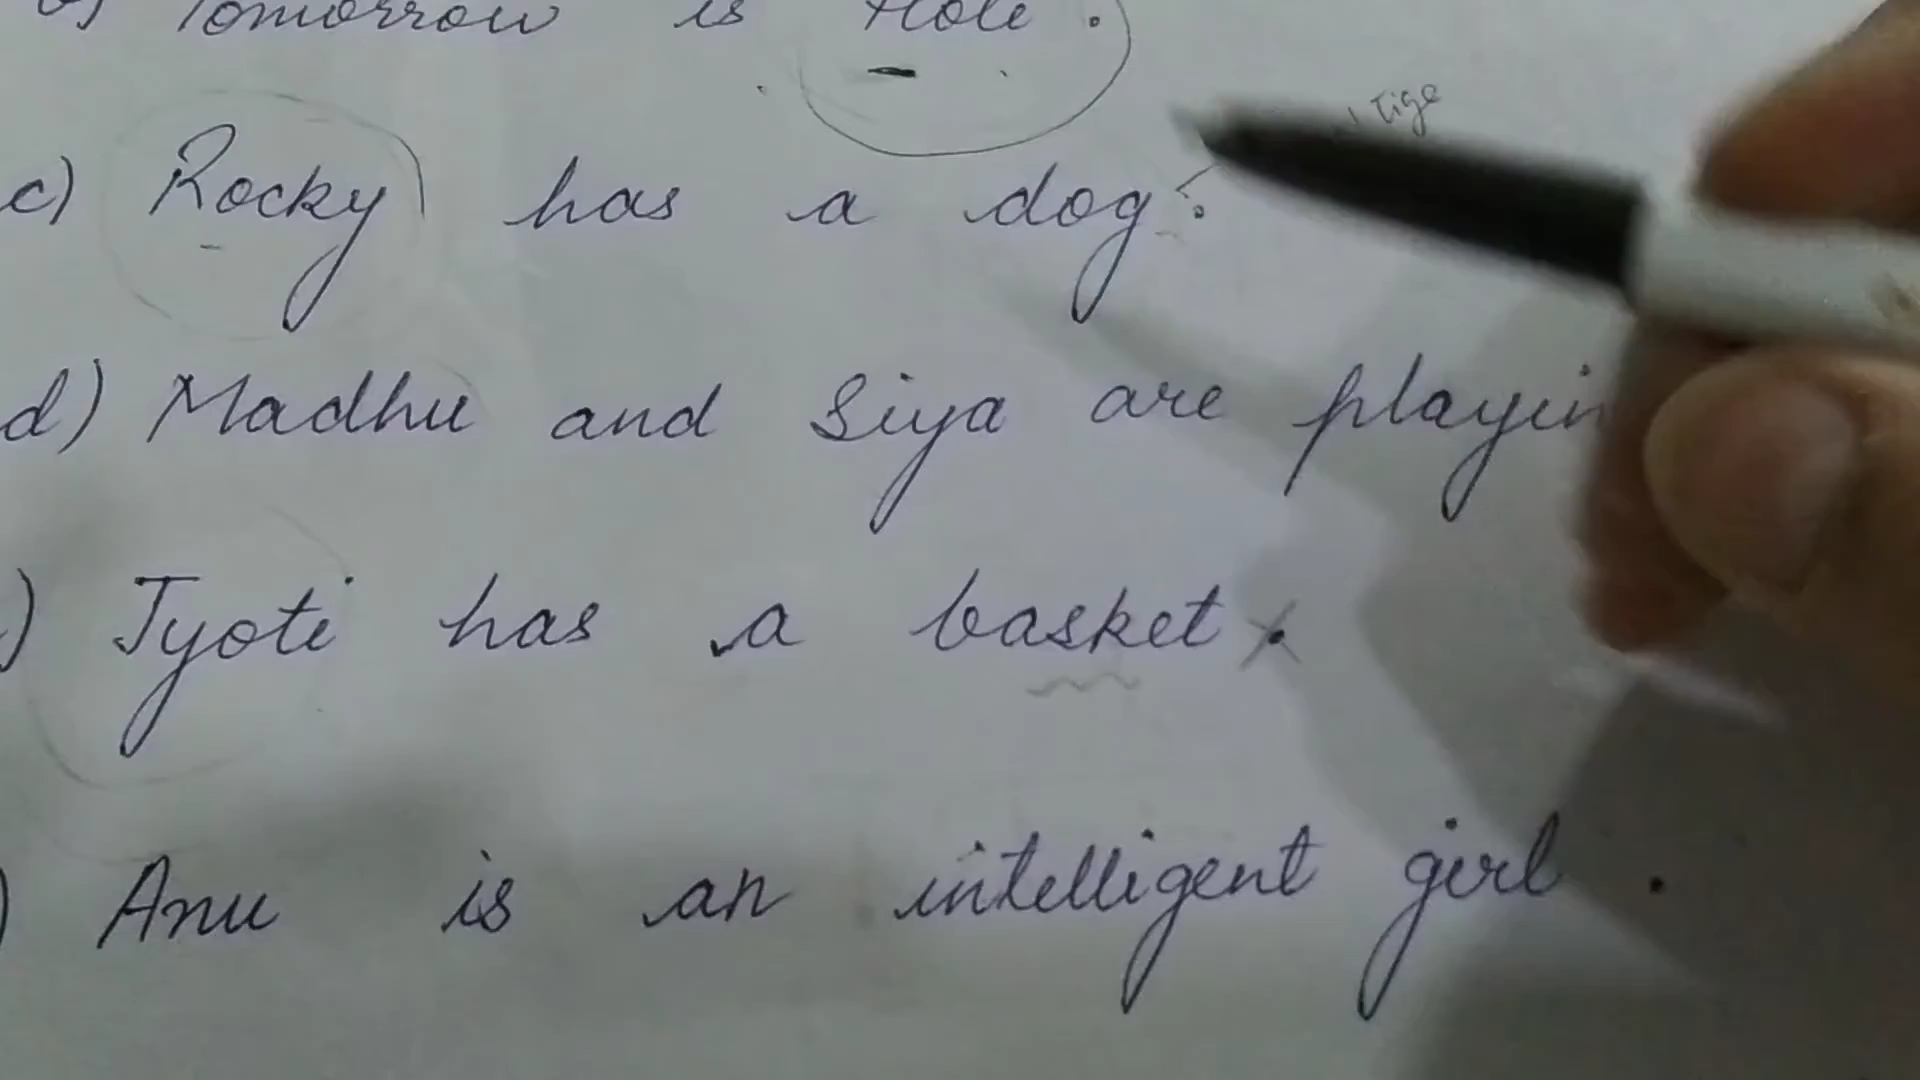 b) Tomorrow is Holi.
Tige
c) Rocky has a dog.
d) Madhu and Siya are playin
) Jyoti has a basket.
) Anu is an intelligent girl.